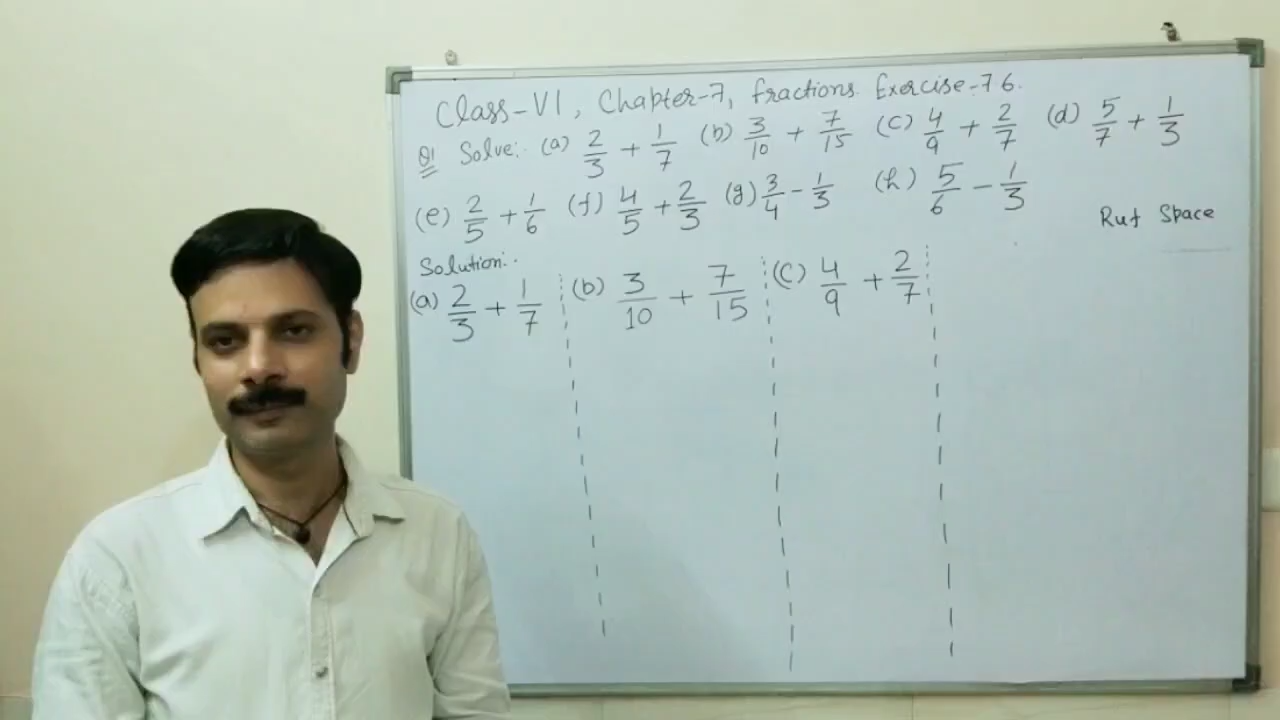 Class-VI, Chapter-7, fractions. Exercise-7.6.
Q1 Solve:- (a) 2/3 + 1/7 (b) 3/10 + 7/15 (c) 4/9 + 2/7 (d) 5/7 + 1/3
(e) 2/5 + 1/6 (f) 4/5 + 2/3 (g) 3/4 - 1/3 (h) 5/6 - 1/3
Ruf Space
Solution:-
(a) 2/3 + 1/7 (b) 3/10 + 7/15 (c) 4/9 + 2/7